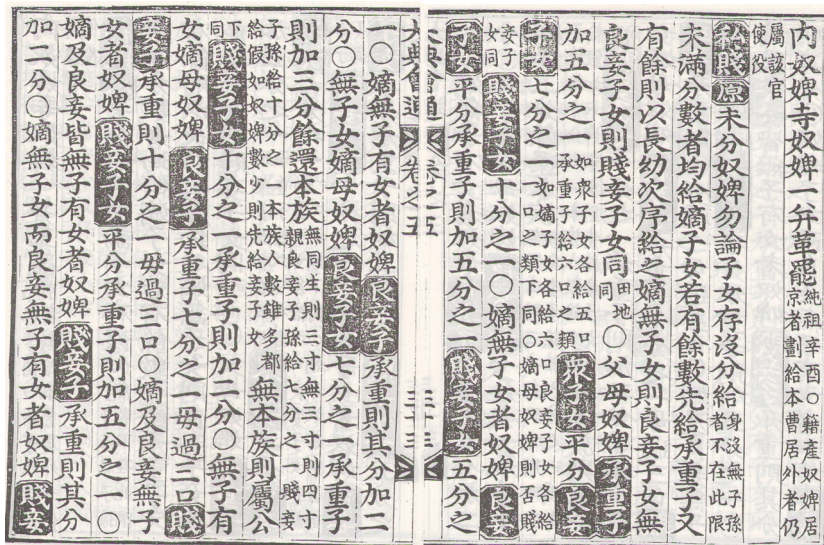 內奴婢寺奴婢一幷革罷純祖辛酉○籍產奴婢居
京者劃給本曹居外者仍
屬該官
使役
私賤原未分奴婢勿論子女存沒分給身沒無子孫
者不在此限
未滿分數者均給嫡子女若有餘數先給承重子又
有餘則以長幼次序給之嫡無子女則良妾子女無
良妾子女則賤妾子女同田地
同○父母奴婢承重子
加五分之一如衆子女各給五口
承重子給六口之類衆子女平分良妾
子女七分之一如嫡子女各給六口良妾子女各給
一口之類下同○嫡母奴婢則否賤
妾子
女同賤妾子女十分之一○嫡無子女者奴婢良妾
子女平分承重子則加五分之一賤妾子女五分之
大典會通 卷之五 三十三
一○嫡無子有女者奴婢良妾子承重則其分加二
分○無子女嫡母奴婢良妾子女七分之一承重子
則加三分餘還本族無同生則三寸無三寸則四寸
親良妾子孫給七分之一賤妾
子孫給十分之一本族人數雖多都
給假如奴婢數少則先給妾子女無本族則屬公
下
同賤妾子女十分之一承重子則加二分○無子有
女嫡母奴婢良妾子承重子七分之一毋過三口賤
妾子承重則十分之一毋過三口○嫡及良妾無子
女者奴婢賤妾子女平分承重子則加五分之一○
嫡及良妾皆無子有女者奴婢賤妾子承重則其分
加二分○嫡無子女而良妾無子有女者奴婢賤妾